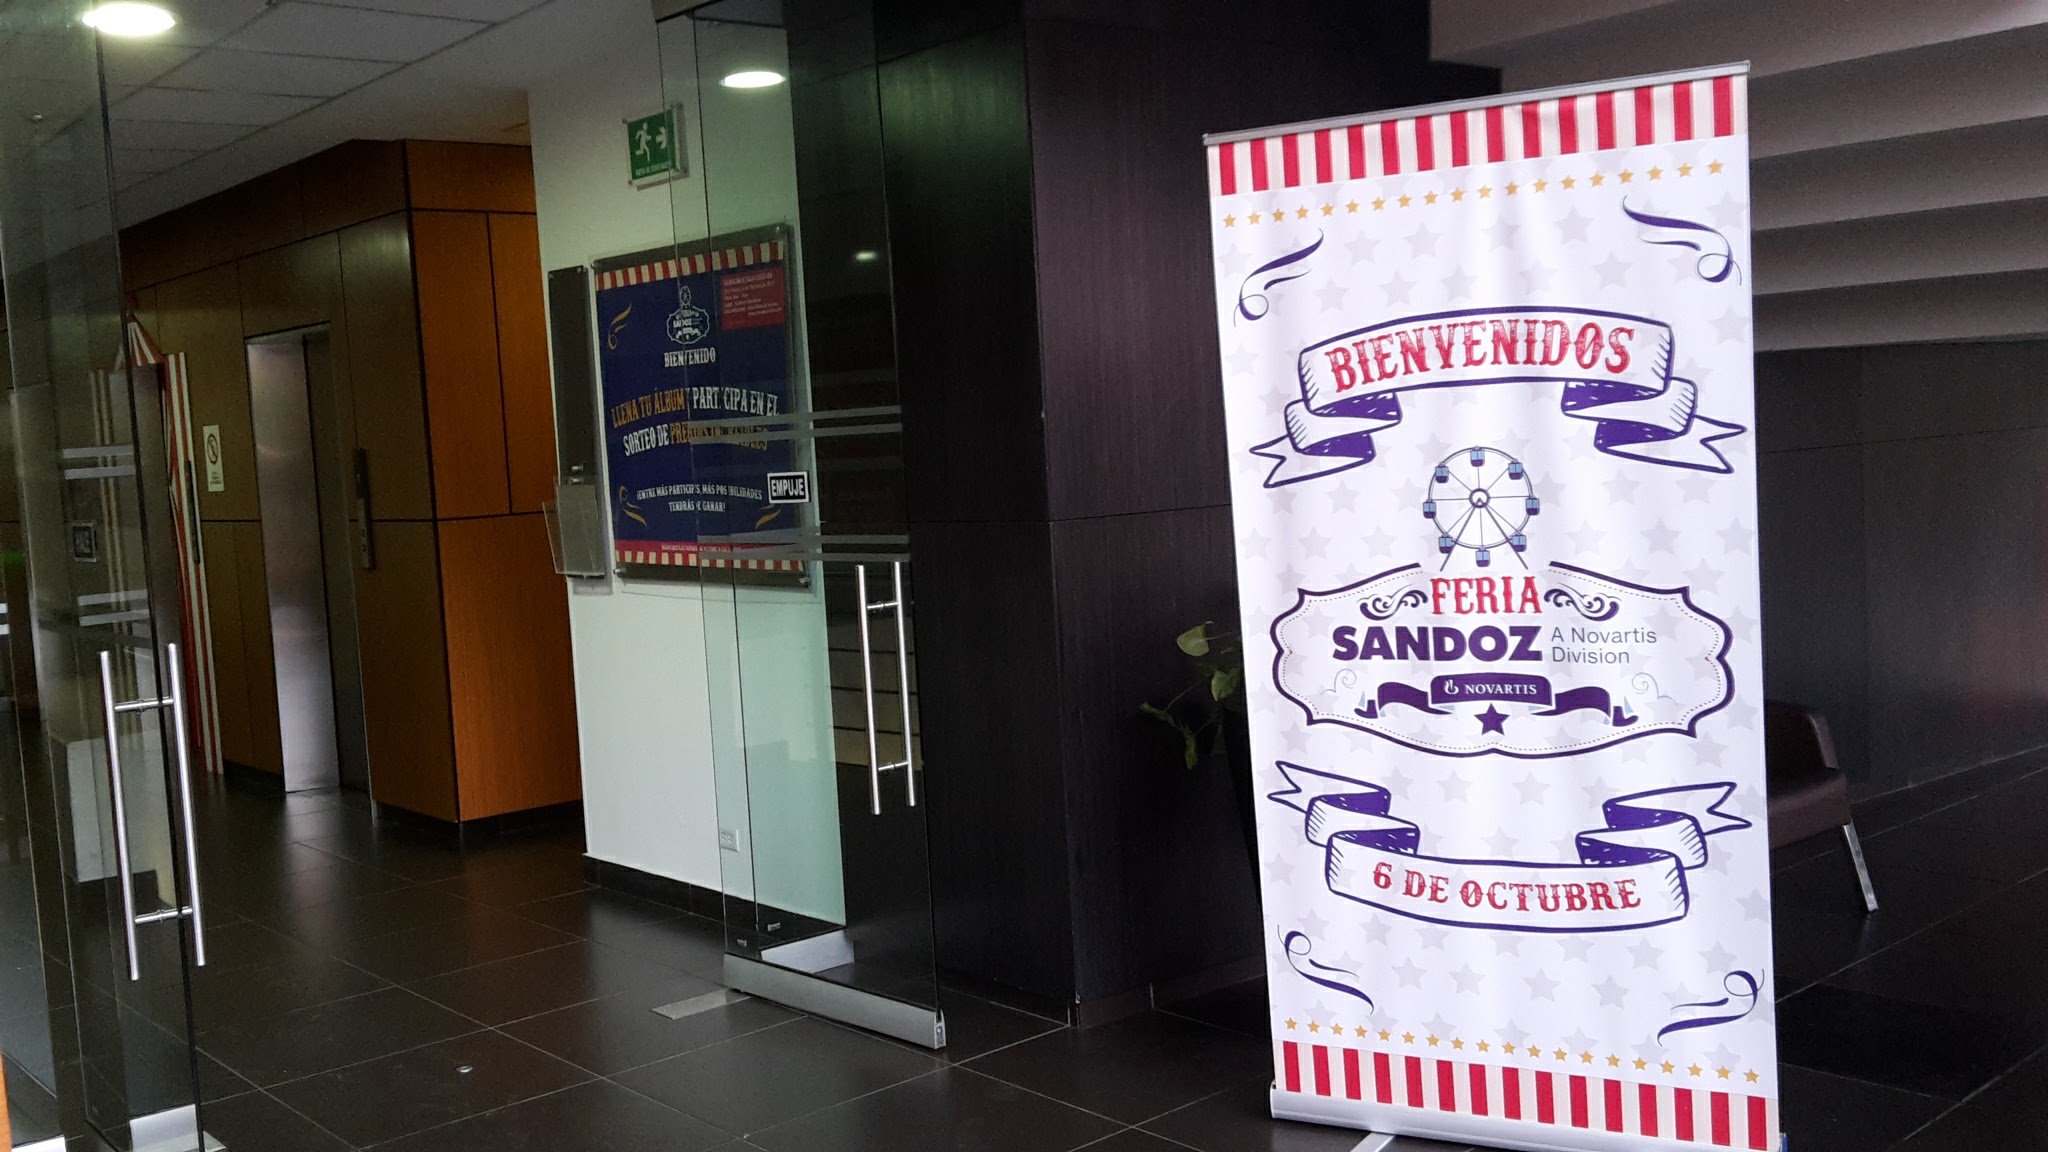 BIENVENIDO
LLENA TU ÁLBUM Y PARTICIPA EN EL
SORTEO DE
¡ENTRE MÁS PARTICIPES, MÁS POSIBILIDADES
TENDRÁS DE GANAR!
EMPUJE
BIENVENIDOS
FERIA
SANDOZ A Novartis
Division
NOVARTIS
6 DE OCTUBRE